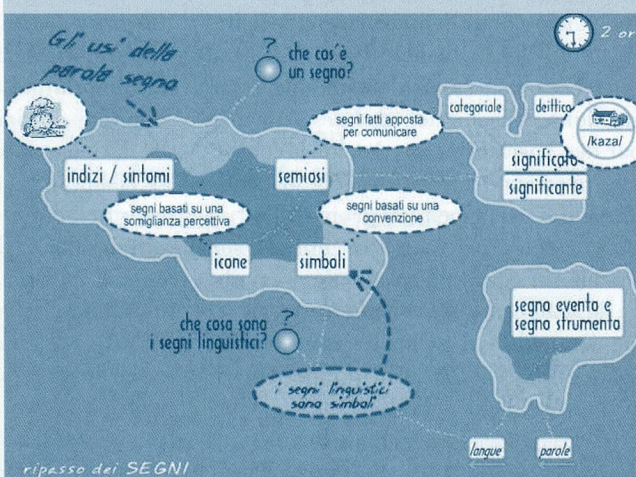 Gli usi della
parola segno
?
che cos'è
un segno?
2 or
segni fatti apposta
per comunicare
categoriale
deittico
/kaza/
indizi / sintomi
semiosi
significato
significante
segni basati su una
somiglianza percettiva
segni basati su una
convenzione
icone
simboli
segno evento e
segno strumento
?
che cosa sono
i segni linguistici?
i segni linguistici
sono simboli
langue
parole
ripasso dei SEGNI